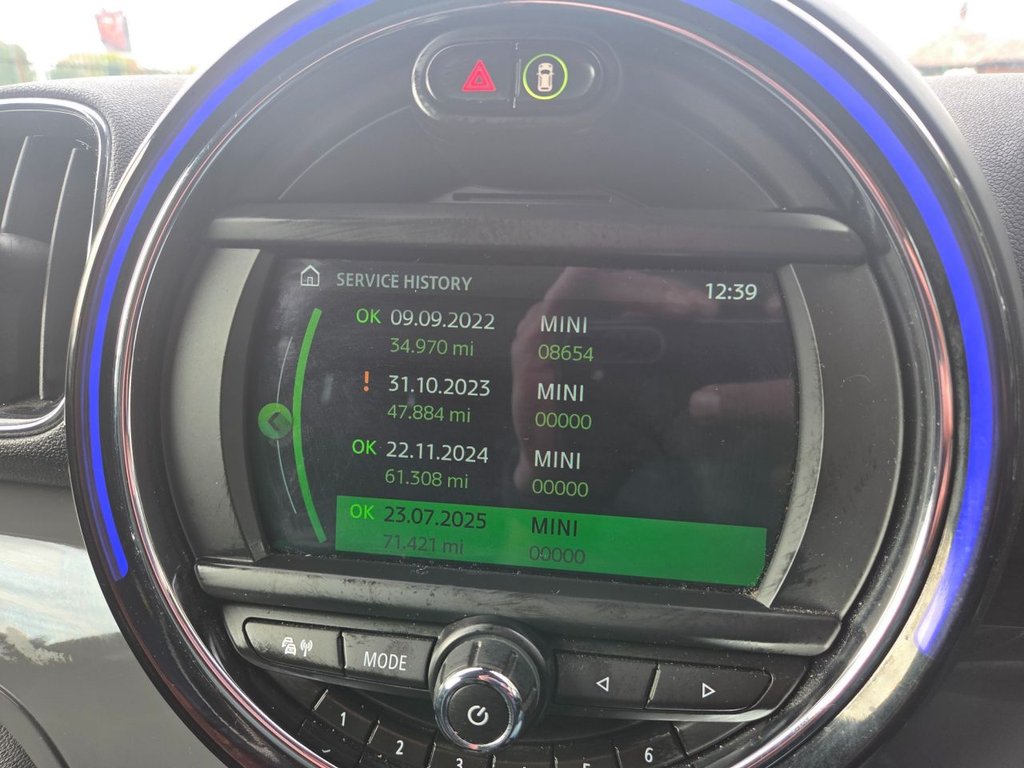 SERVICE HISTORY 12:39
OK 09.09.2022 MINI
34.970 mi 08654
! 31.10.2023 MINI
47.884 mi 00000
OK 22.11.2024 MINI
61.308 mi 00000
OK 23.07.2025 MINI
71.421 mi 00000
MODE
1
2
3
5
6